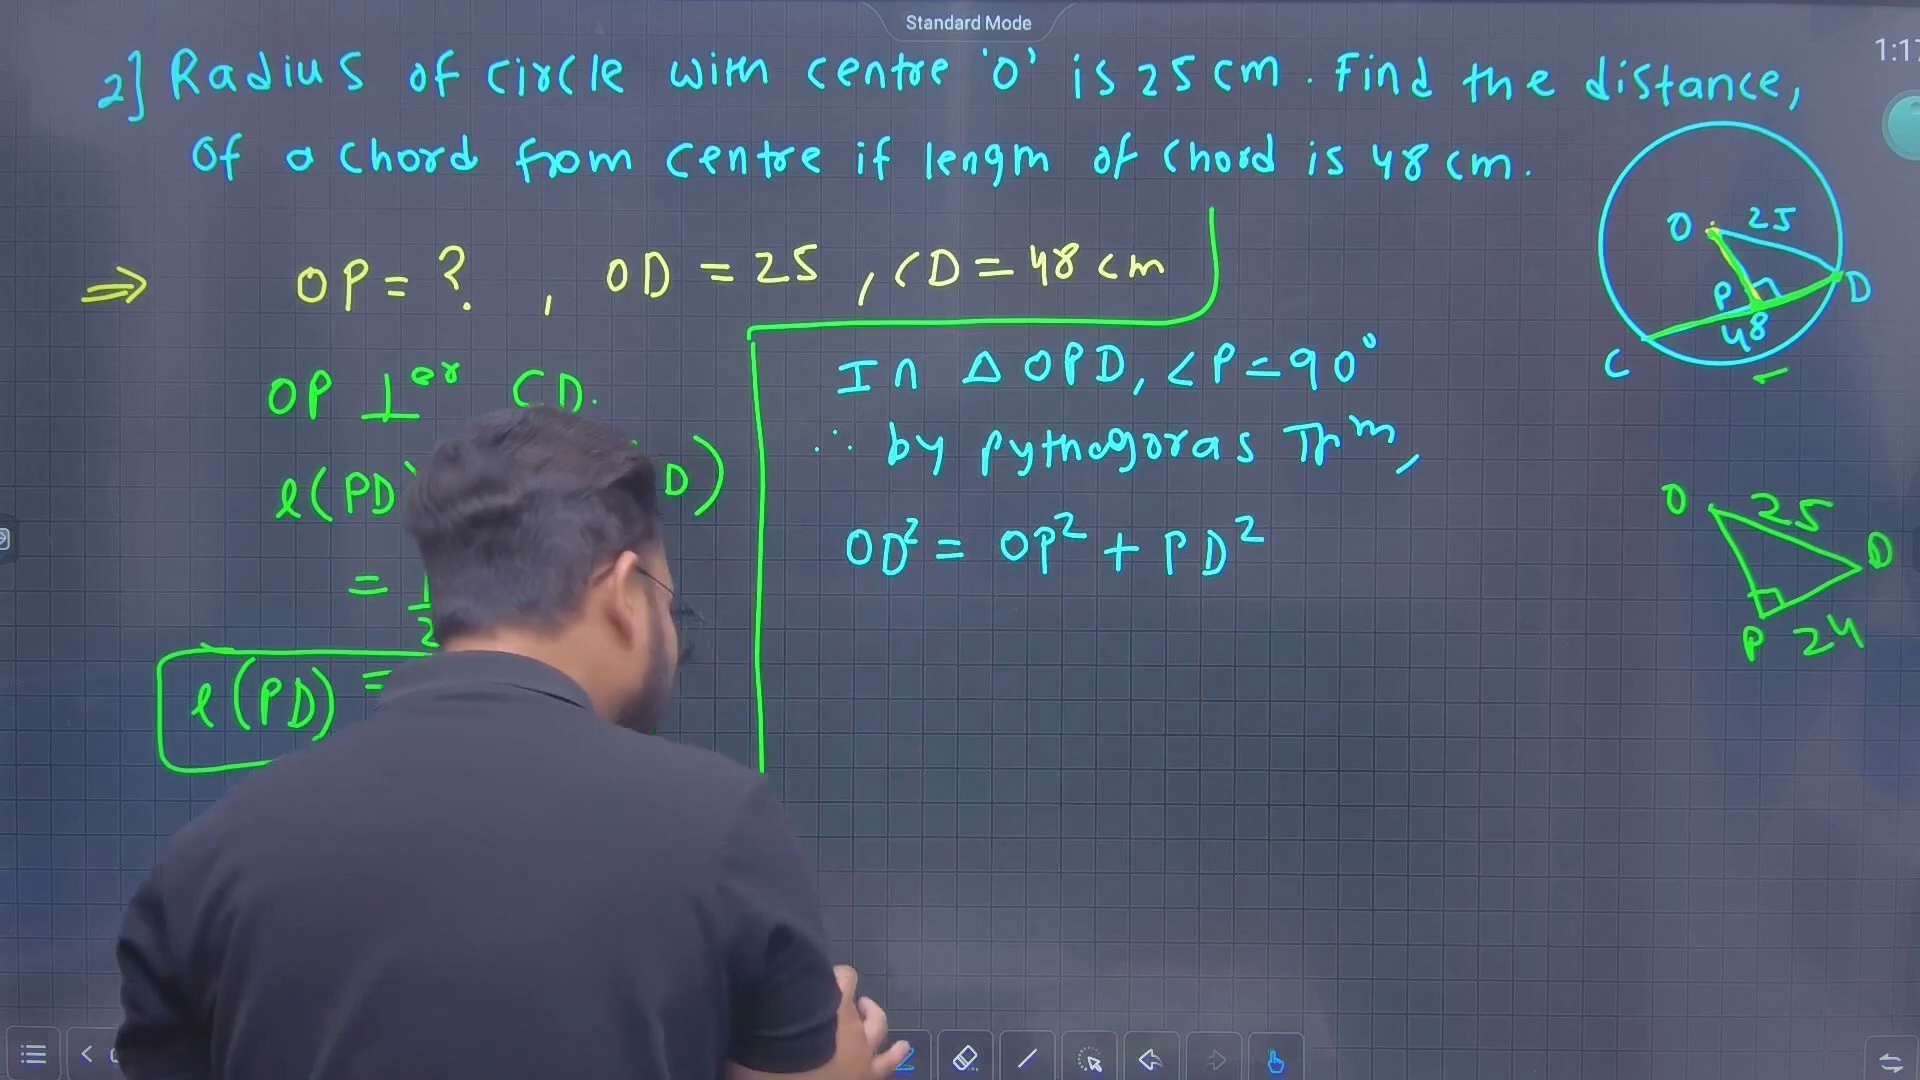 Standard Mode
1:17
2] Radius of circle with centre 'O' is 25 cm. Find the distance,
of a chord from centre if length of chord is 48 cm.
⇒ OP = ? , OD = 25 , CD = 48 cm
OP ⊥er CD.
l(PD)
D)
=
2
l(PD) =
In △OPD, ∠P = 90°
∴ by pythagoras Thm,
OD² = OP² + PD²
O 25
P D
48
C
O 25
D
P 24